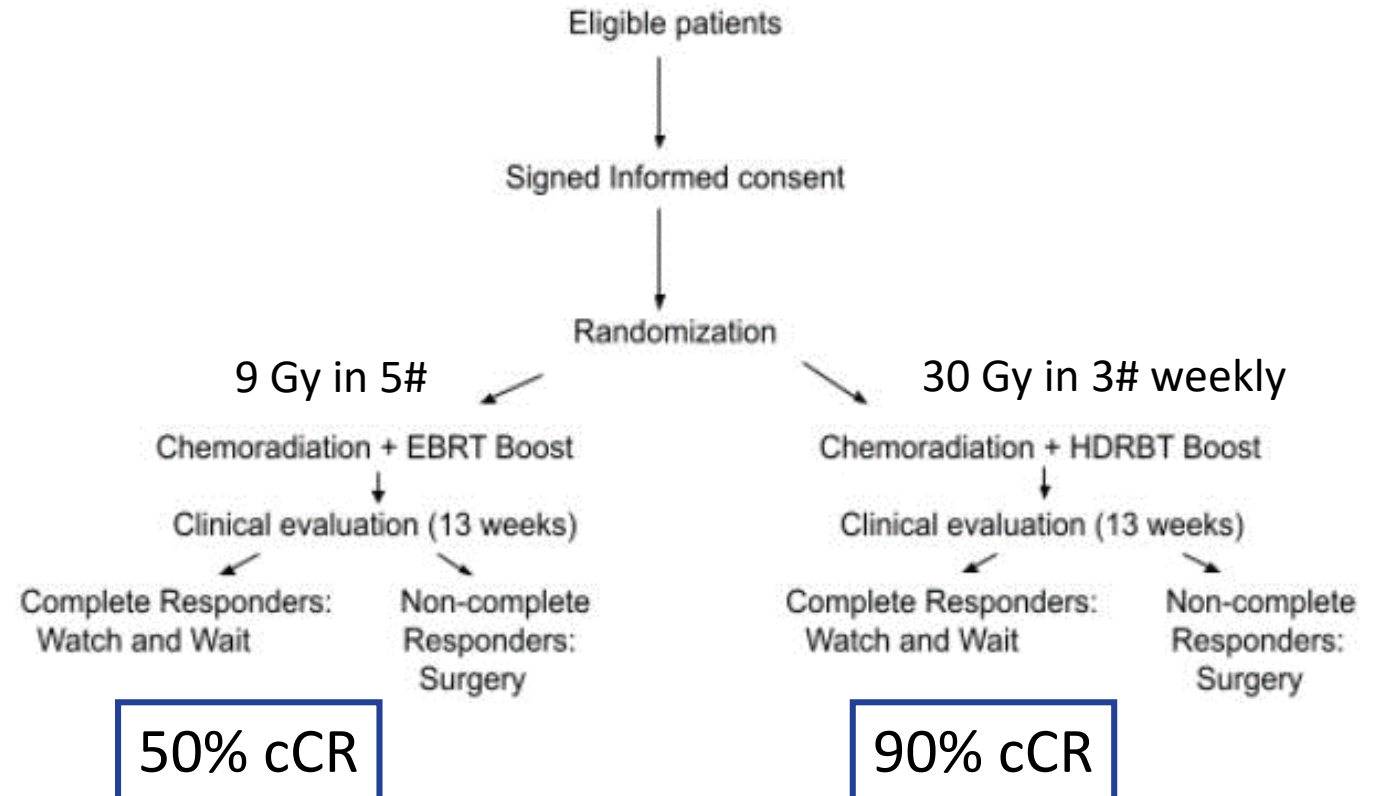 Eligible patients
Signed Informed consent
Randomization
9 Gy in 5#
30 Gy in 3# weekly
Chemoradiation + EBRT Boost
Chemoradiation + HDRBT Boost
Clinical evaluation (13 weeks)
Clinical evaluation (13 weeks)
Complete Responders:
Watch and Wait
Non-complete
Responders:
Surgery
Complete Responders:
Watch and Wait
Non-complete
Responders:
Surgery
50% cCR
90% cCR